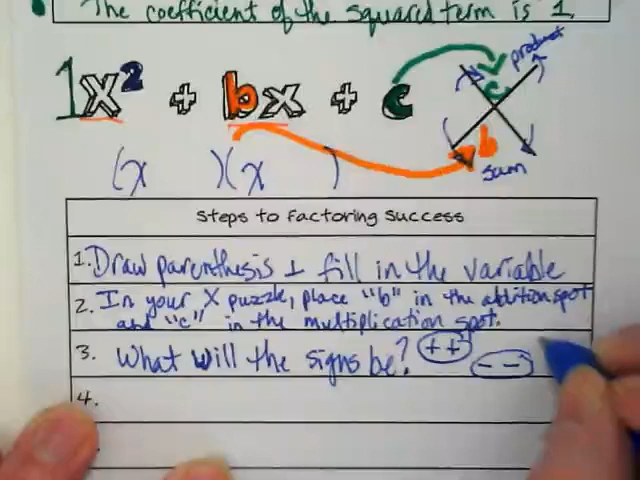 The coefficient of the squared term is 1.
1x² + bx + c
c product
b
sum
(x )(x )
Steps to Factoring Success
1. Draw parenthesis + fill in the variable
2. In your X puzzle, place "b" in the addition spot
and "c" in the multiplication spot.
3. What will the signs be? ++ --
4.